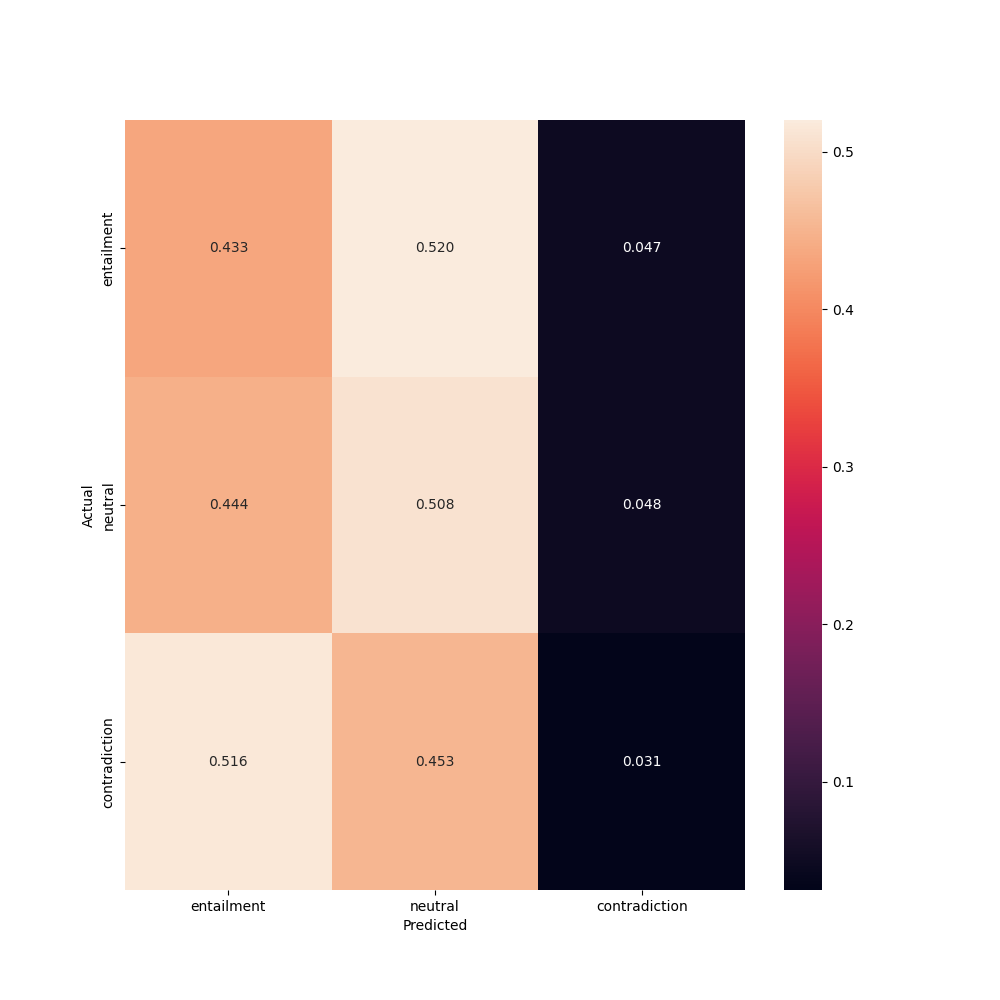 Actual
entailment
0.433 0.520 0.047
neutral
0.444 0.508 0.048
contradiction
0.516 0.453 0.031
entailment neutral contradiction
Predicted
0.5
0.4
0.3
0.2
0.1